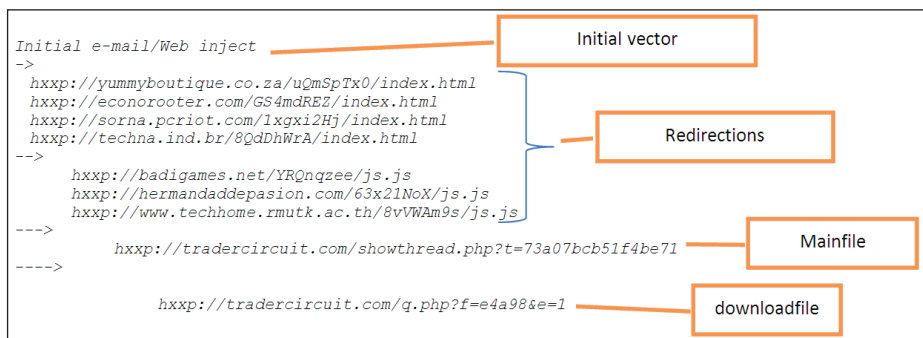 Initial e-mail/Web inject
Initial vector
->
hxxp://yummyboutique.co.za/uQmSpTx0/index.html
hxxp://econorooter.com/GS4mdREZ/index.html
hxxp://sorna.pcriot.com/1xgxi2Hj/index.html
hxxp://techna.ind.br/8QdDhWrA/index.html
Redirections
-->
hxxp://badigames.net/YRQnqzee/js.js
hxxp://hermandaddepasion.com/63x21NoX/js.js
hxxp://www.techhome.rmutk.ac.th/8vVWAm9s/js.js
--->
hxxp://tradercircuit.com/showthread.php?t=73a07bcb51f4be71
Mainfile
---->
hxxp://tradercircuit.com/q.php?f=e4a98&e=1
downloadfile